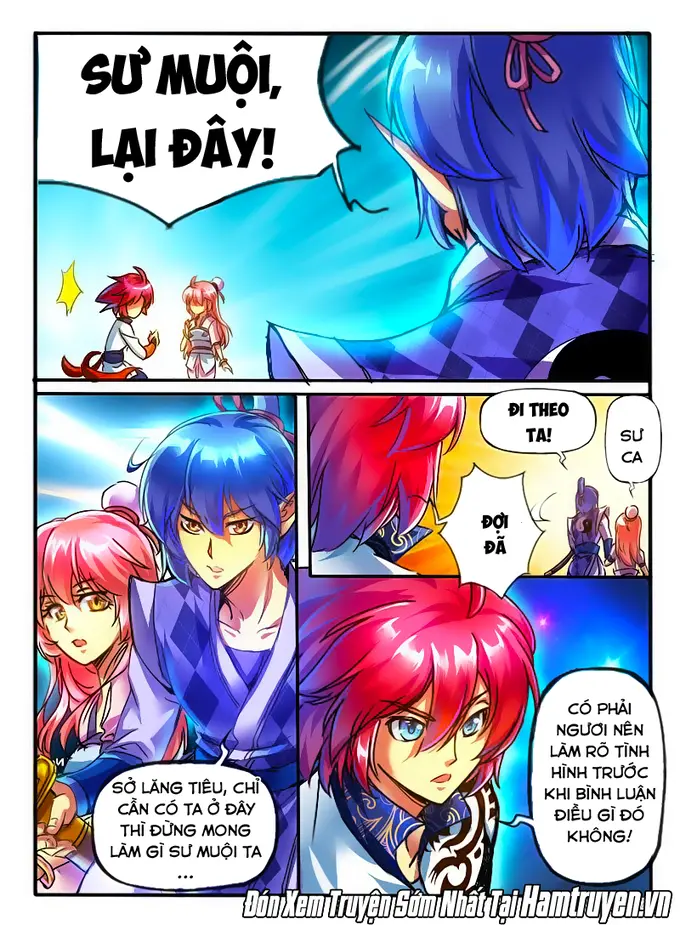 SƯ MUỘI,
LẠI ĐÂY!
ĐI THEO
TA!
SƯ
CA
ĐỢI
ĐÃ
SỞ LĂNG TIÊU, CHỈ
CẦN CÓ TA Ở ĐÂY
THÌ ĐỪNG MONG
LÀM GÌ SƯ MUỘI TA
...
CÓ PHẢI
NGƯƠI NÊN
LÀM RÕ TÌNH
HÌNH TRƯỚC
KHI BÌNH LUẬN
ĐIỀU GÌ ĐÓ
KHÔNG!
Đón Xem Truyện Sớm Nhất Tại Hamtruyen.vn